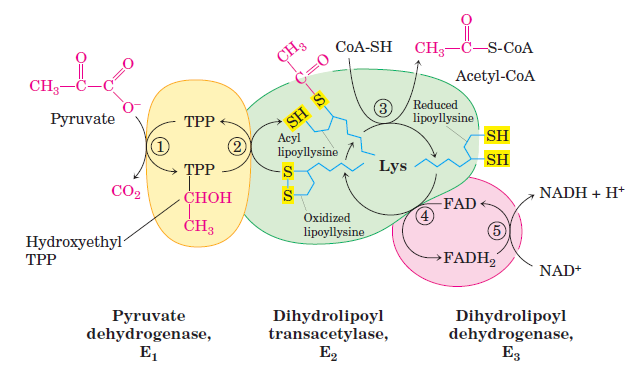 CH3
O
CoA-SH
O
CH3—C—S-CoA
Acetyl-CoA
O
O
CH3—C—C
O−
Pyruvate
CO2
Hydroxyethyl
TPP
TPP
TPP
CHOH
CH3
1
2
C
S
SH
Acyl
lipoyllysine
S
S
Oxidized
lipoyllysine
3
Lys
Reduced
lipoyllysine
SH
SH
4
FAD
FADH2
5
NADH + H+
NAD+
Pyruvate
dehydrogenase,
E1
Dihydrolipoyl
transacetylase,
E2
Dihydrolipoyl
dehydrogenase,
E3